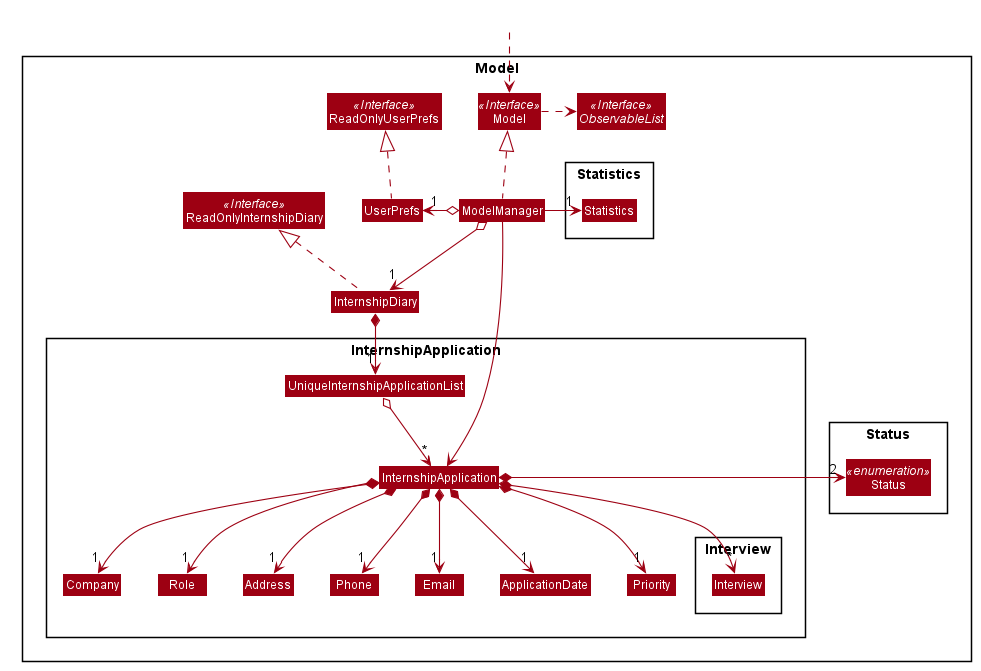 Model
«Interface»
ReadOnlyUserPrefs
«Interface»
Model
«Interface»
ObservableList
Statistics
«Interface»
ReadOnlyInternshipDiary
UserPrefs
1
ModelManager
1
Statistics
1
InternshipDiary
InternshipApplication
1
UniqueInternshipApplicationList
*
Status
InternshipApplication
2
«enumeration»
Status
Interview
1
1
1
1
1
1
1
Company
Role
Address
Phone
Email
ApplicationDate
Priority
Interview